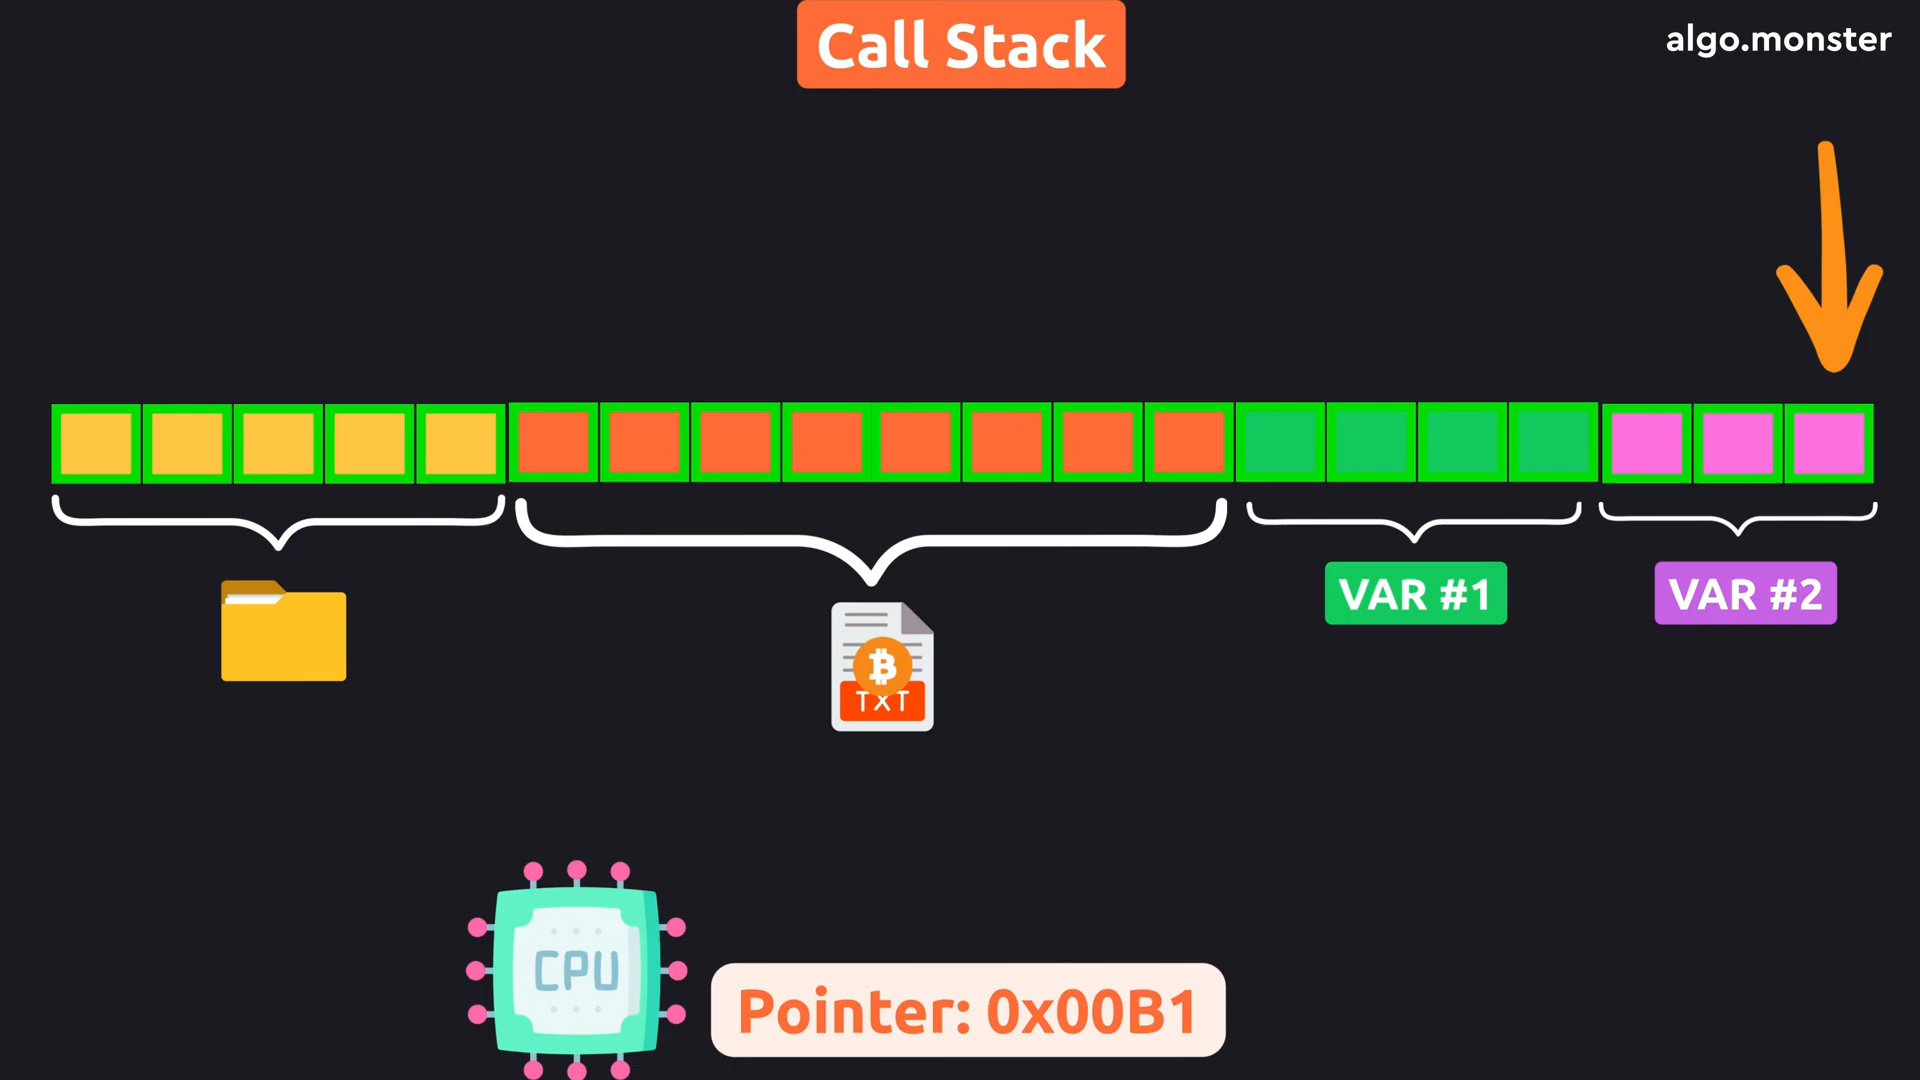 Call Stack
algo.monster
VAR #1
VAR #2
₿
TXT
CPU
Pointer: 0x00B1